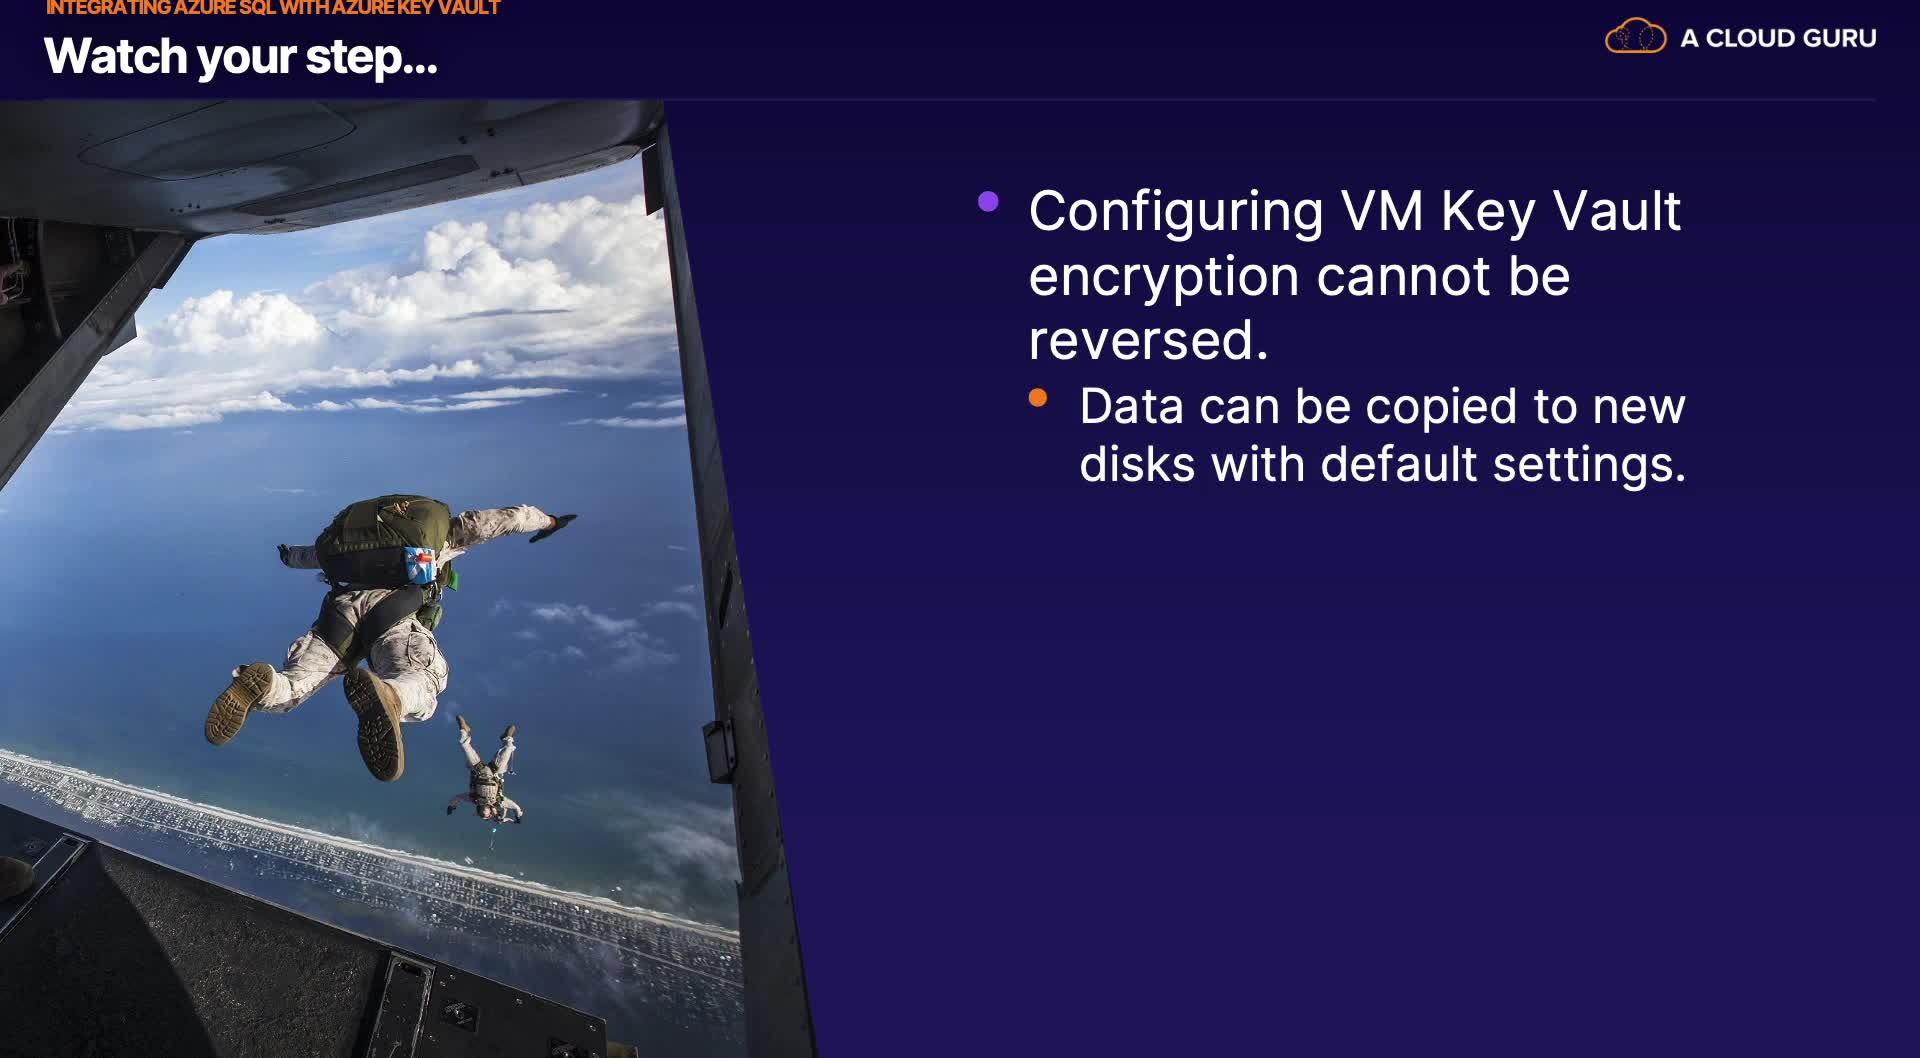 INTEGRATING AZURE SQL WITH AZURE KEY VAULT
Watch your step...
A CLOUD GURU
Configuring VM Key Vault
encryption cannot be
reversed.
Data can be copied to new
disks with default settings.